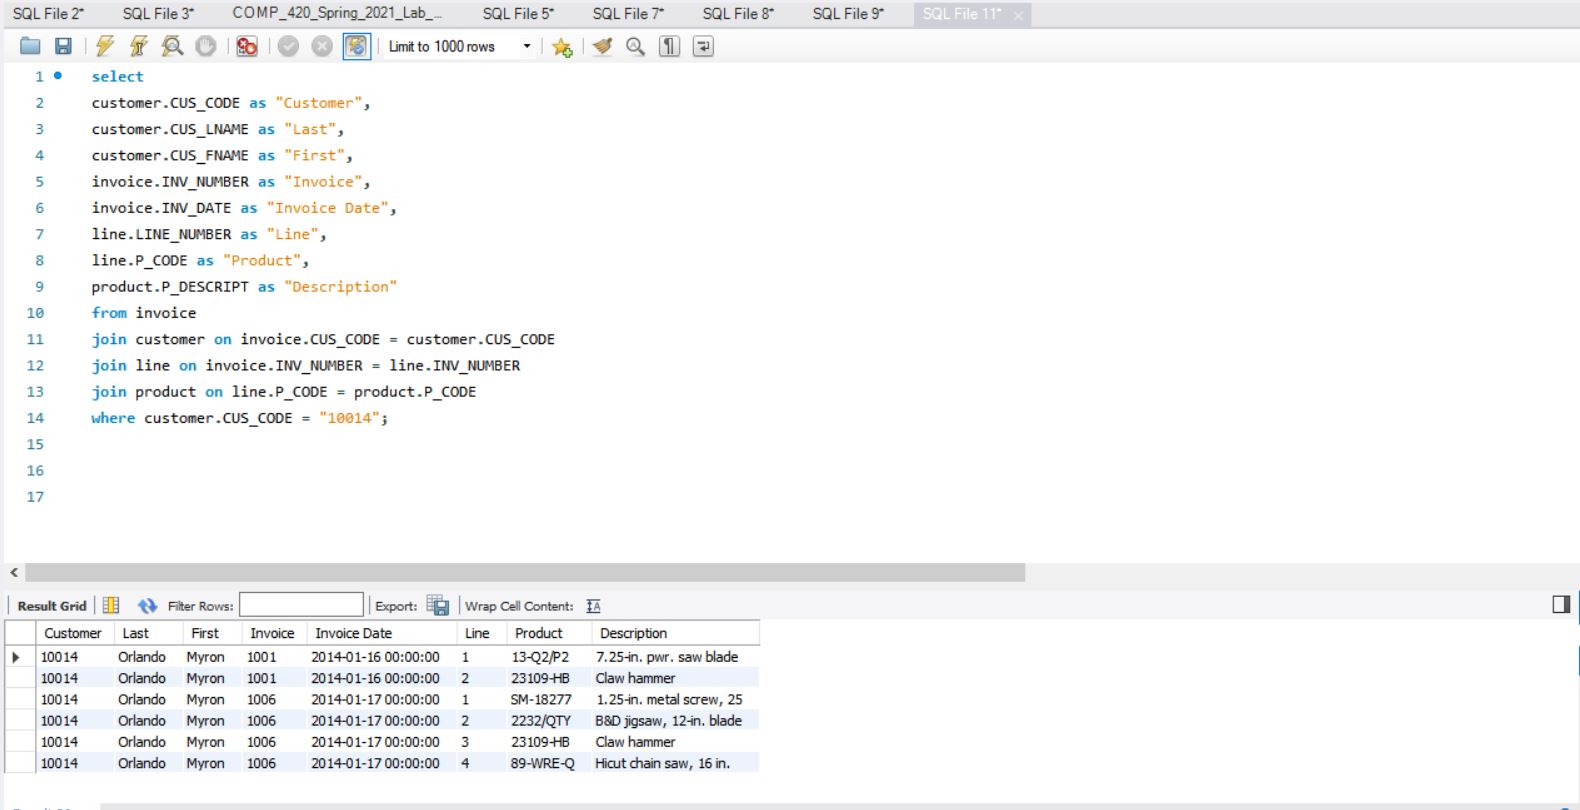 SQL File 2* SQL File 3* COMP_420_Spring_2021_Lab_... SQL File 5* SQL File 7* SQL File 8* SQL File 9* SQL File 11* ×
Limit to 1000 rows
1 select
2 customer.CUS_CODE as "Customer",
3 customer.CUS_LNAME as "Last",
4 customer.CUS_FNAME as "First",
5 invoice.INV_NUMBER as "Invoice",
6 invoice.INV_DATE as "Invoice Date",
7 line.LINE_NUMBER as "Line",
8 line.P_CODE as "Product",
9 product.P_DESCRIPT as "Description"
10 from invoice
11 join customer on invoice.CUS_CODE = customer.CUS_CODE
12 join line on invoice.INV_NUMBER = line.INV_NUMBER
13 join product on line.P_CODE = product.P_CODE
14 where customer.CUS_CODE = "10014";
15
16
17
Result Grid Filter Rows: Export: Wrap Cell Content: IA
Customer Last First Invoice Invoice Date Line Product Description
10014 Orlando Myron 1001 2014-01-16 00:00:00 1 13-Q2/P2 7.25-in. pwr. saw blade
10014 Orlando Myron 1001 2014-01-16 00:00:00 2 23109-HB Claw hammer
10014 Orlando Myron 1006 2014-01-17 00:00:00 1 SM-18277 1.25-in. metal screw, 25
10014 Orlando Myron 1006 2014-01-17 00:00:00 2 2232/QTY B&D jigsaw, 12-in. blade
10014 Orlando Myron 1006 2014-01-17 00:00:00 3 23109-HB Claw hammer
10014 Orlando Myron 1006 2014-01-17 00:00:00 4 89-WRE-Q Hicut chain saw, 16 in.